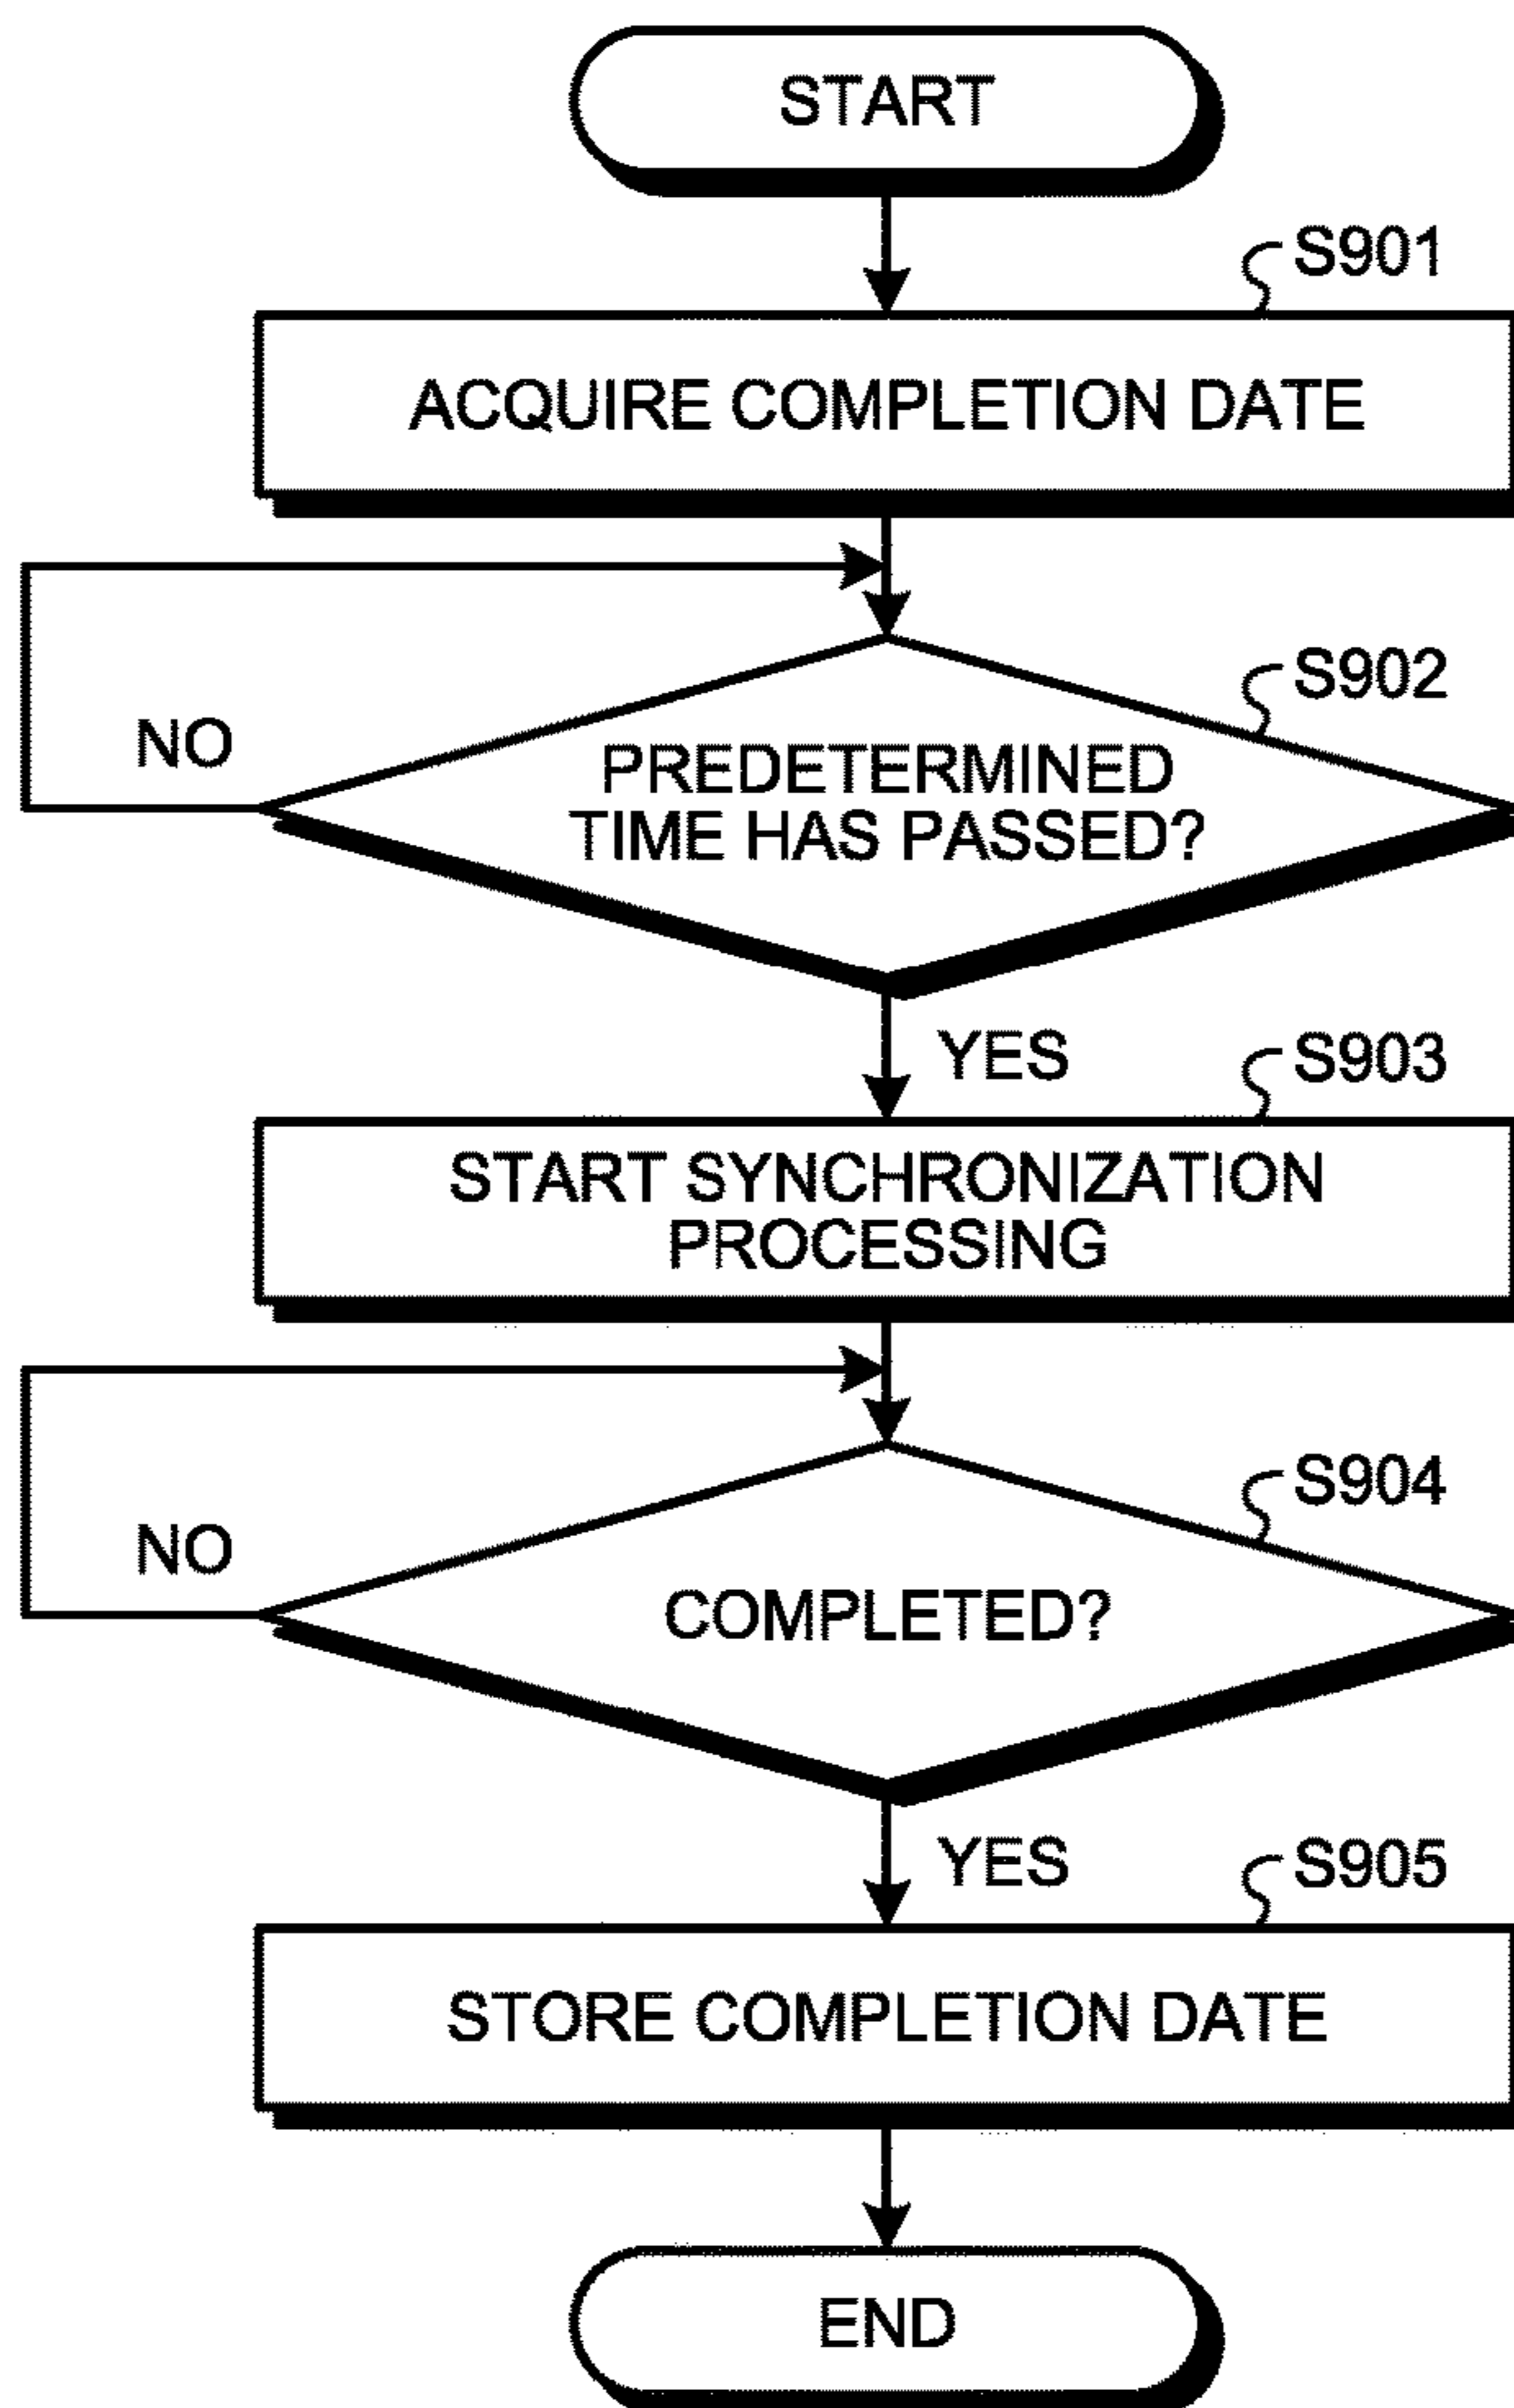 START
S901
ACQUIRE COMPLETION DATE
S902
NO
PREDETERMINED
TIME HAS PASSED?
YES
S903
START SYNCHRONIZATION
PROCESSING
S904
NO
COMPLETED?
YES
S905
STORE COMPLETION DATE
END